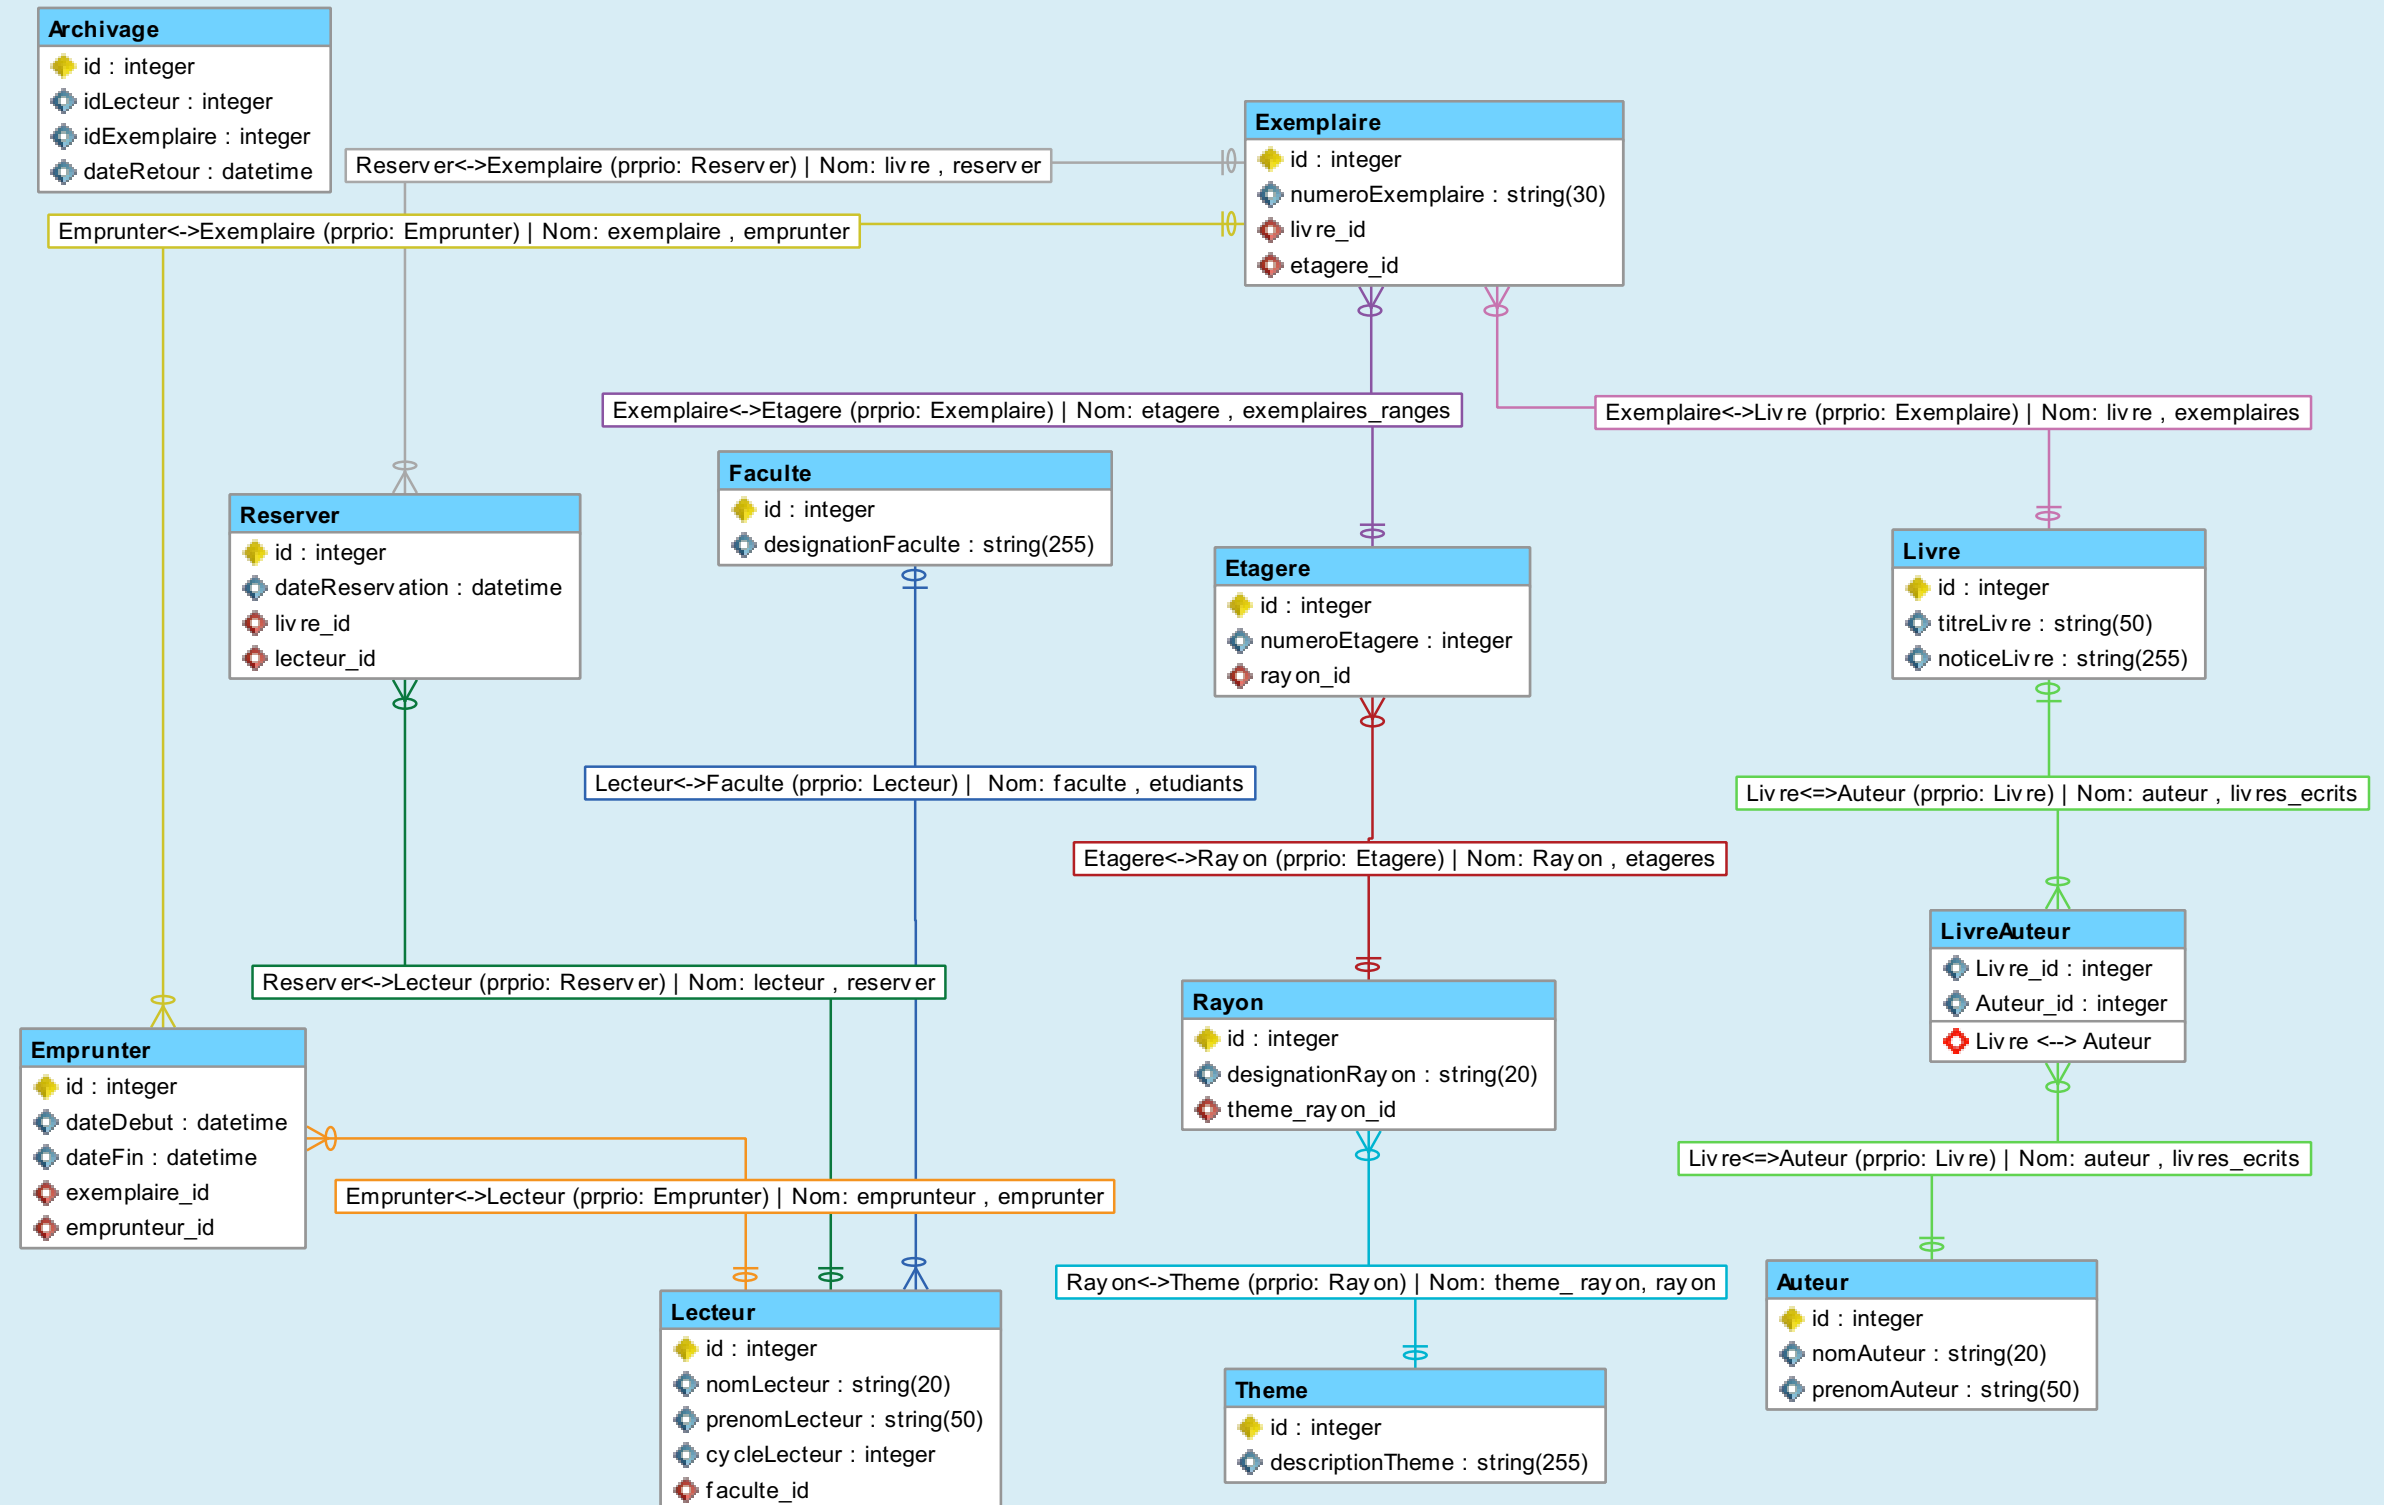 Archivage
id : integer
idLecteur : integer
idExemplaire : integer
dateRetour : datetime
Exemplaire
id : integer
numeroExemplaire : string(30)
livre_id
etagere_id
Reserver<->Exemplaire (prprio: Reserver) | Nom: livre , reserver
Emprunter<->Exemplaire (prprio: Emprunter) | Nom: exemplaire , emprunter
Exemplaire<->Etagere (prprio: Exemplaire) | Nom: etagere , exemplaires_ranges
Exemplaire<->Livre (prprio: Exemplaire) | Nom: livre , exemplaires
Reserver
id : integer
dateReservation : datetime
livre_id
lecteur_id
Faculte
id : integer
designationFaculte : string(255)
Etagere
id : integer
numeroEtagere : integer
rayon_id
Livre
id : integer
titreLivre : string(50)
noticeLivre : string(255)
Lecteur<->Faculte (prprio: Lecteur) | Nom: faculte , etudiants
Livre<=>Auteur (prprio: Livre) | Nom: auteur , livres_ecrits
Etagere<->Rayon (prprio: Etagere) | Nom: Rayon , etageres
LivreAuteur
Livre_id : integer
Auteur_id : integer
Livre <--> Auteur
Reserver<->Lecteur (prprio: Reserver) | Nom: lecteur , reserver
Rayon
id : integer
designationRayon : string(20)
theme_rayon_id
Emprunter
id : integer
dateDebut : datetime
dateFin : datetime
exemplaire_id
emprunteur_id
Livre<=>Auteur (prprio: Livre) | Nom: auteur , livres_ecrits
Emprunter<->Lecteur (prprio: Emprunter) | Nom: emprunteur , emprunter
Rayon<->Theme (prprio: Rayon) | Nom: theme_ rayon, rayon
Lecteur
id : integer
nomLecteur : string(20)
prenomLecteur : string(50)
cycleLecteur : integer
faculte_id
Auteur
id : integer
nomAuteur : string(20)
prenomAuteur : string(50)
Theme
id : integer
descriptionTheme : string(255)